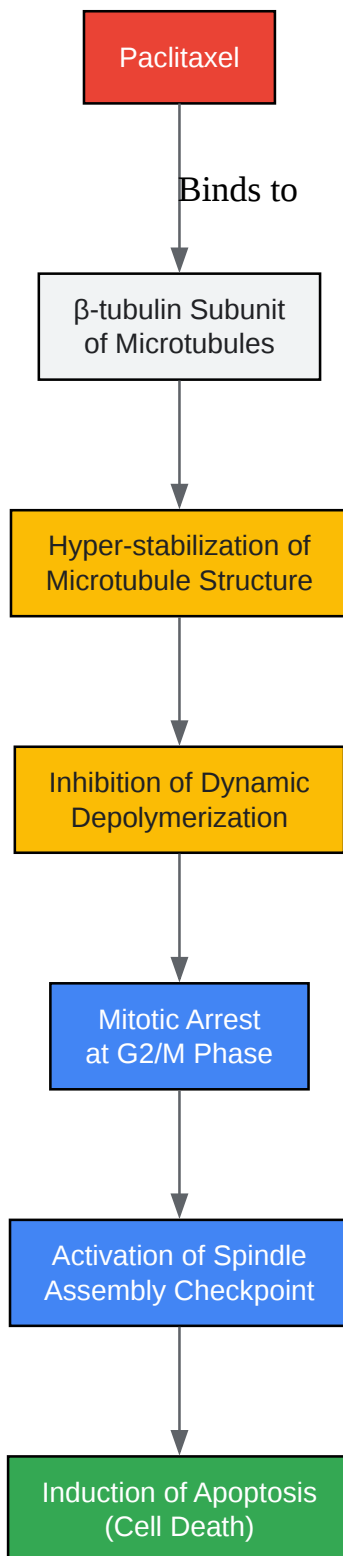 Paclitaxel
Binds to
β-tubulin Subunit
of Microtubules
Hyper-stabilization of
Microtubule Structure
Inhibition of Dynamic
Depolymerization
Mitotic Arrest
at G2/M Phase
Activation of Spindle
Assembly Checkpoint
Induction of Apoptosis
(Cell Death)